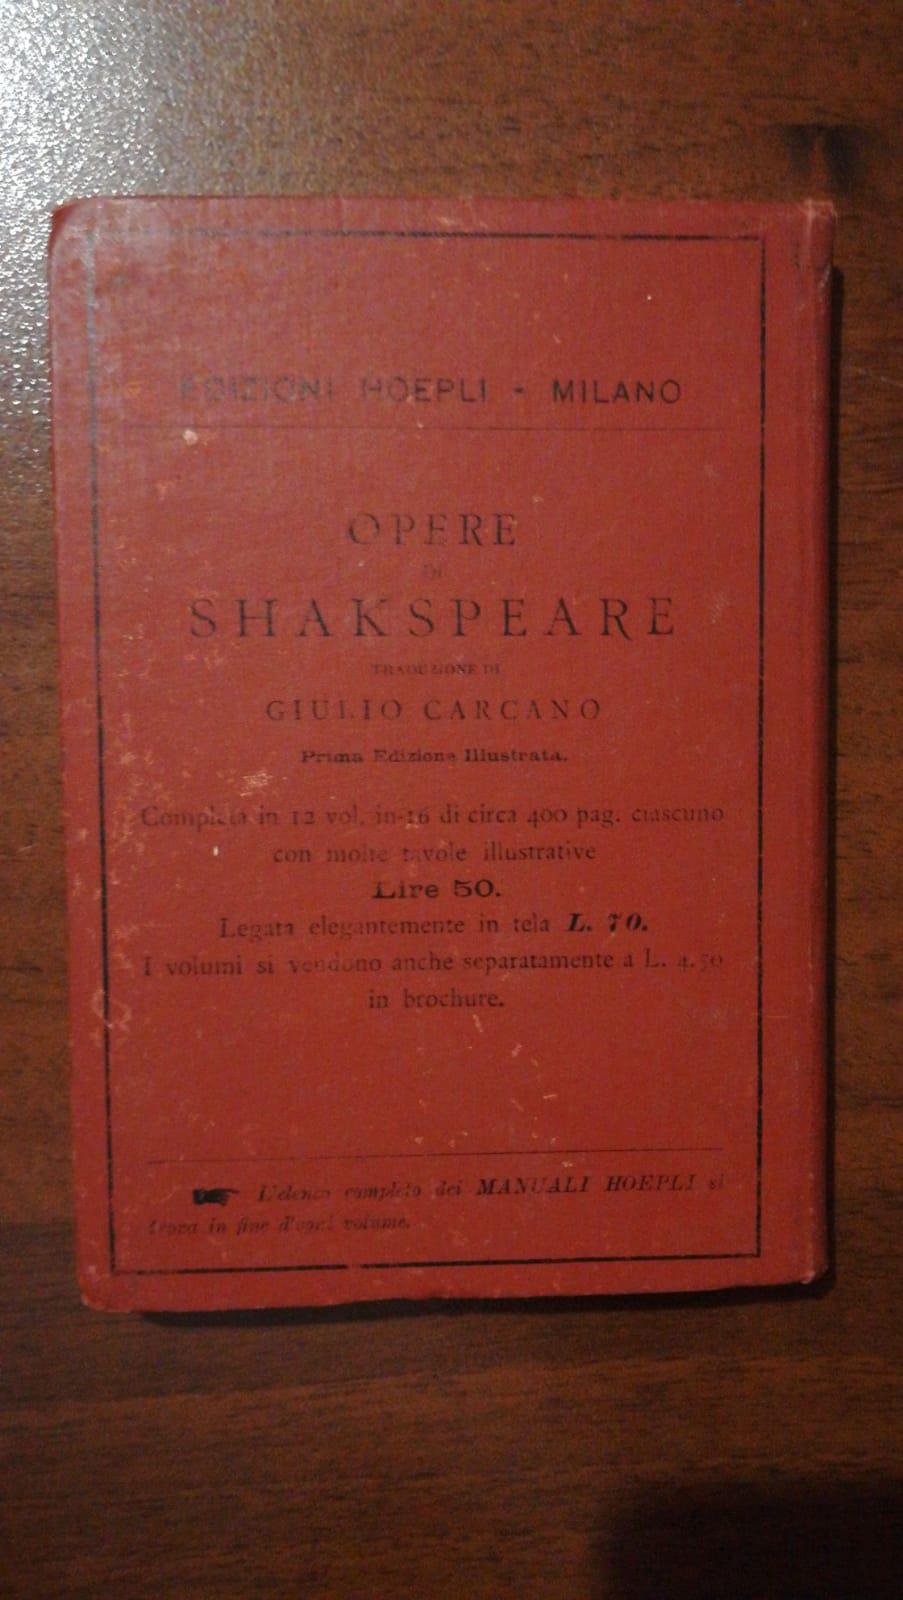 EDIZIONI HOEPLI - MILANO
OPERE
DI
SHAKSPEARE
TRADUZIONE DI
GIULIO CARCANO
Prima Edizione Illustrata.
Completa in 12 vol. in-16 di circa 400 pag. ciascuno
con molte tavole illustrative
Lire 50.
Legata elegantemente in tela L. 70.
I volumi si vendono anche separatamente a L. 4.50
in brochure.
L'elenco completo dei MANUALI HOEPLI si
trova in fine d'ogni volume.